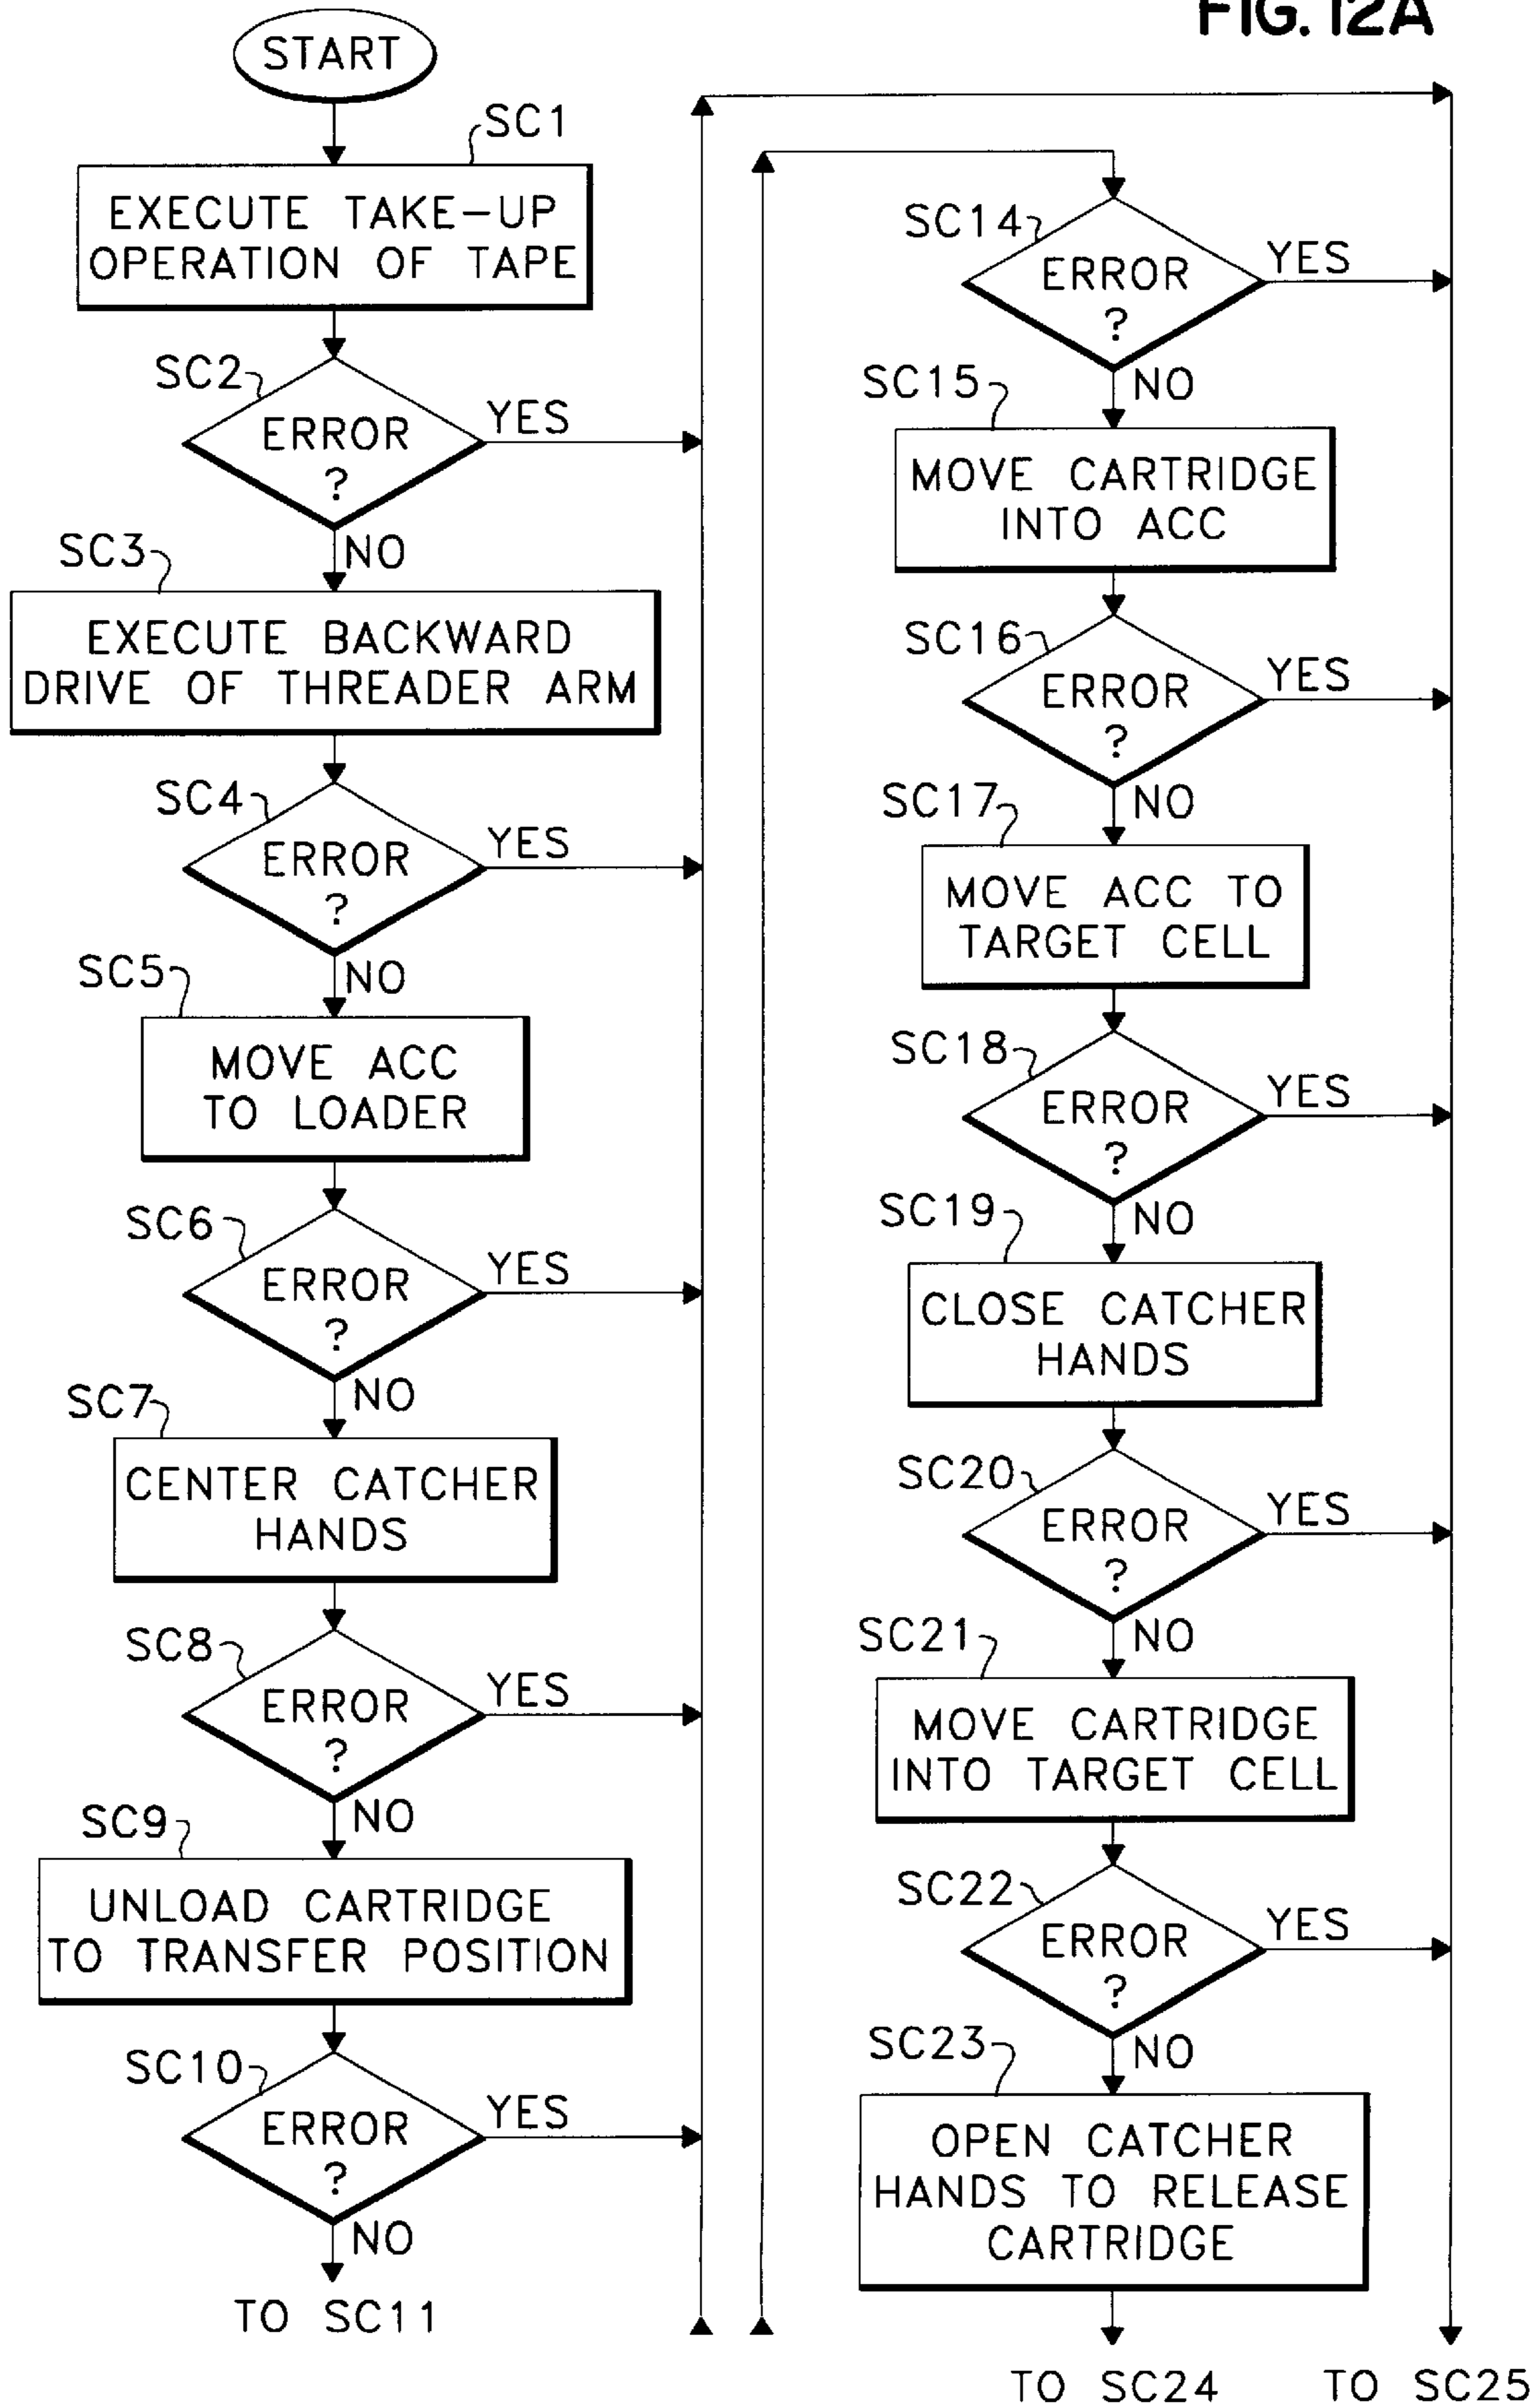 FIG. 12A
START
SC1
EXECUTE TAKE-UP
OPERATION OF TAPE
SC2
ERROR
?
YES
NO
SC3
EXECUTE BACKWARD
DRIVE OF THREADER ARM
SC4
ERROR
?
YES
NO
SC5
MOVE ACC
TO LOADER
SC6
ERROR
?
YES
NO
SC7
CENTER CATCHER
HANDS
SC8
ERROR
?
YES
NO
SC9
UNLOAD CARTRIDGE
TO TRANSFER POSITION
SC10
ERROR
?
YES
NO
TO SC11
SC14
ERROR
?
YES
NO
SC15
MOVE CARTRIDGE
INTO ACC
SC16
ERROR
?
YES
NO
SC17
MOVE ACC TO
TARGET CELL
SC18
ERROR
?
YES
NO
SC19
CLOSE CATCHER
HANDS
SC20
ERROR
?
YES
NO
SC21
MOVE CARTRIDGE
INTO TARGET CELL
SC22
ERROR
?
YES
NO
SC23
OPEN CATCHER
HANDS TO RELEASE
CARTRIDGE
TO SC24
TO SC25